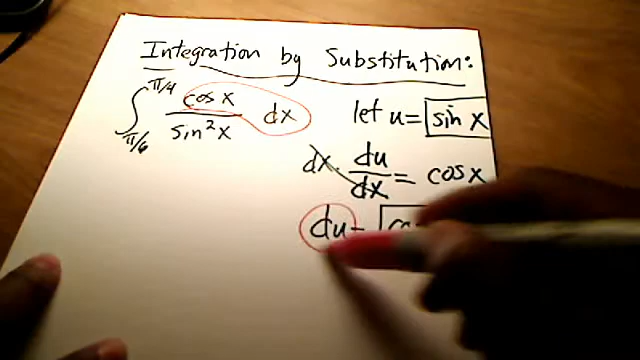 Integration by Substitution:
∫ π/4 π/6 cos x / sin²x dx
let u = sin x
dx · du/dx = cos x
du =